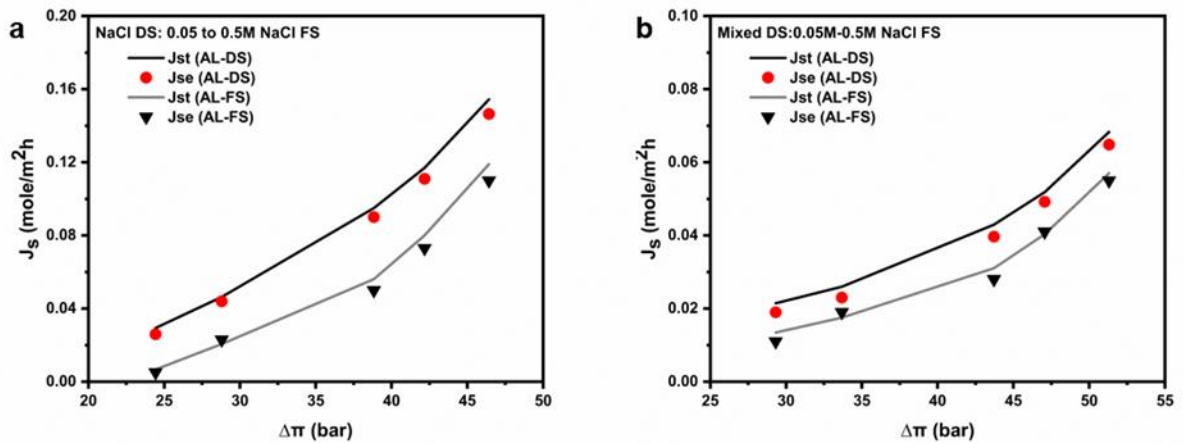 a
NaCl DS: 0.05 to 0.5M NaCl FS
Jst (AL-DS)
Jse (AL-DS)
Jst (AL-FS)
Jse (AL-FS)
0.20
0.16
0.12
0.08
0.04
0.00
Js (mole/m²h)
20 25 30 35 40 45 50
Δπ (bar)
b
Mixed DS:0.05M-0.5M NaCl FS
Jst (AL-DS)
Jse (AL-DS)
Jst (AL-FS)
Jse (AL-FS)
0.10
0.08
0.06
0.04
0.02
0.00
Js (mole/m²h)
25 30 35 40 45 50 55
Δπ (bar)